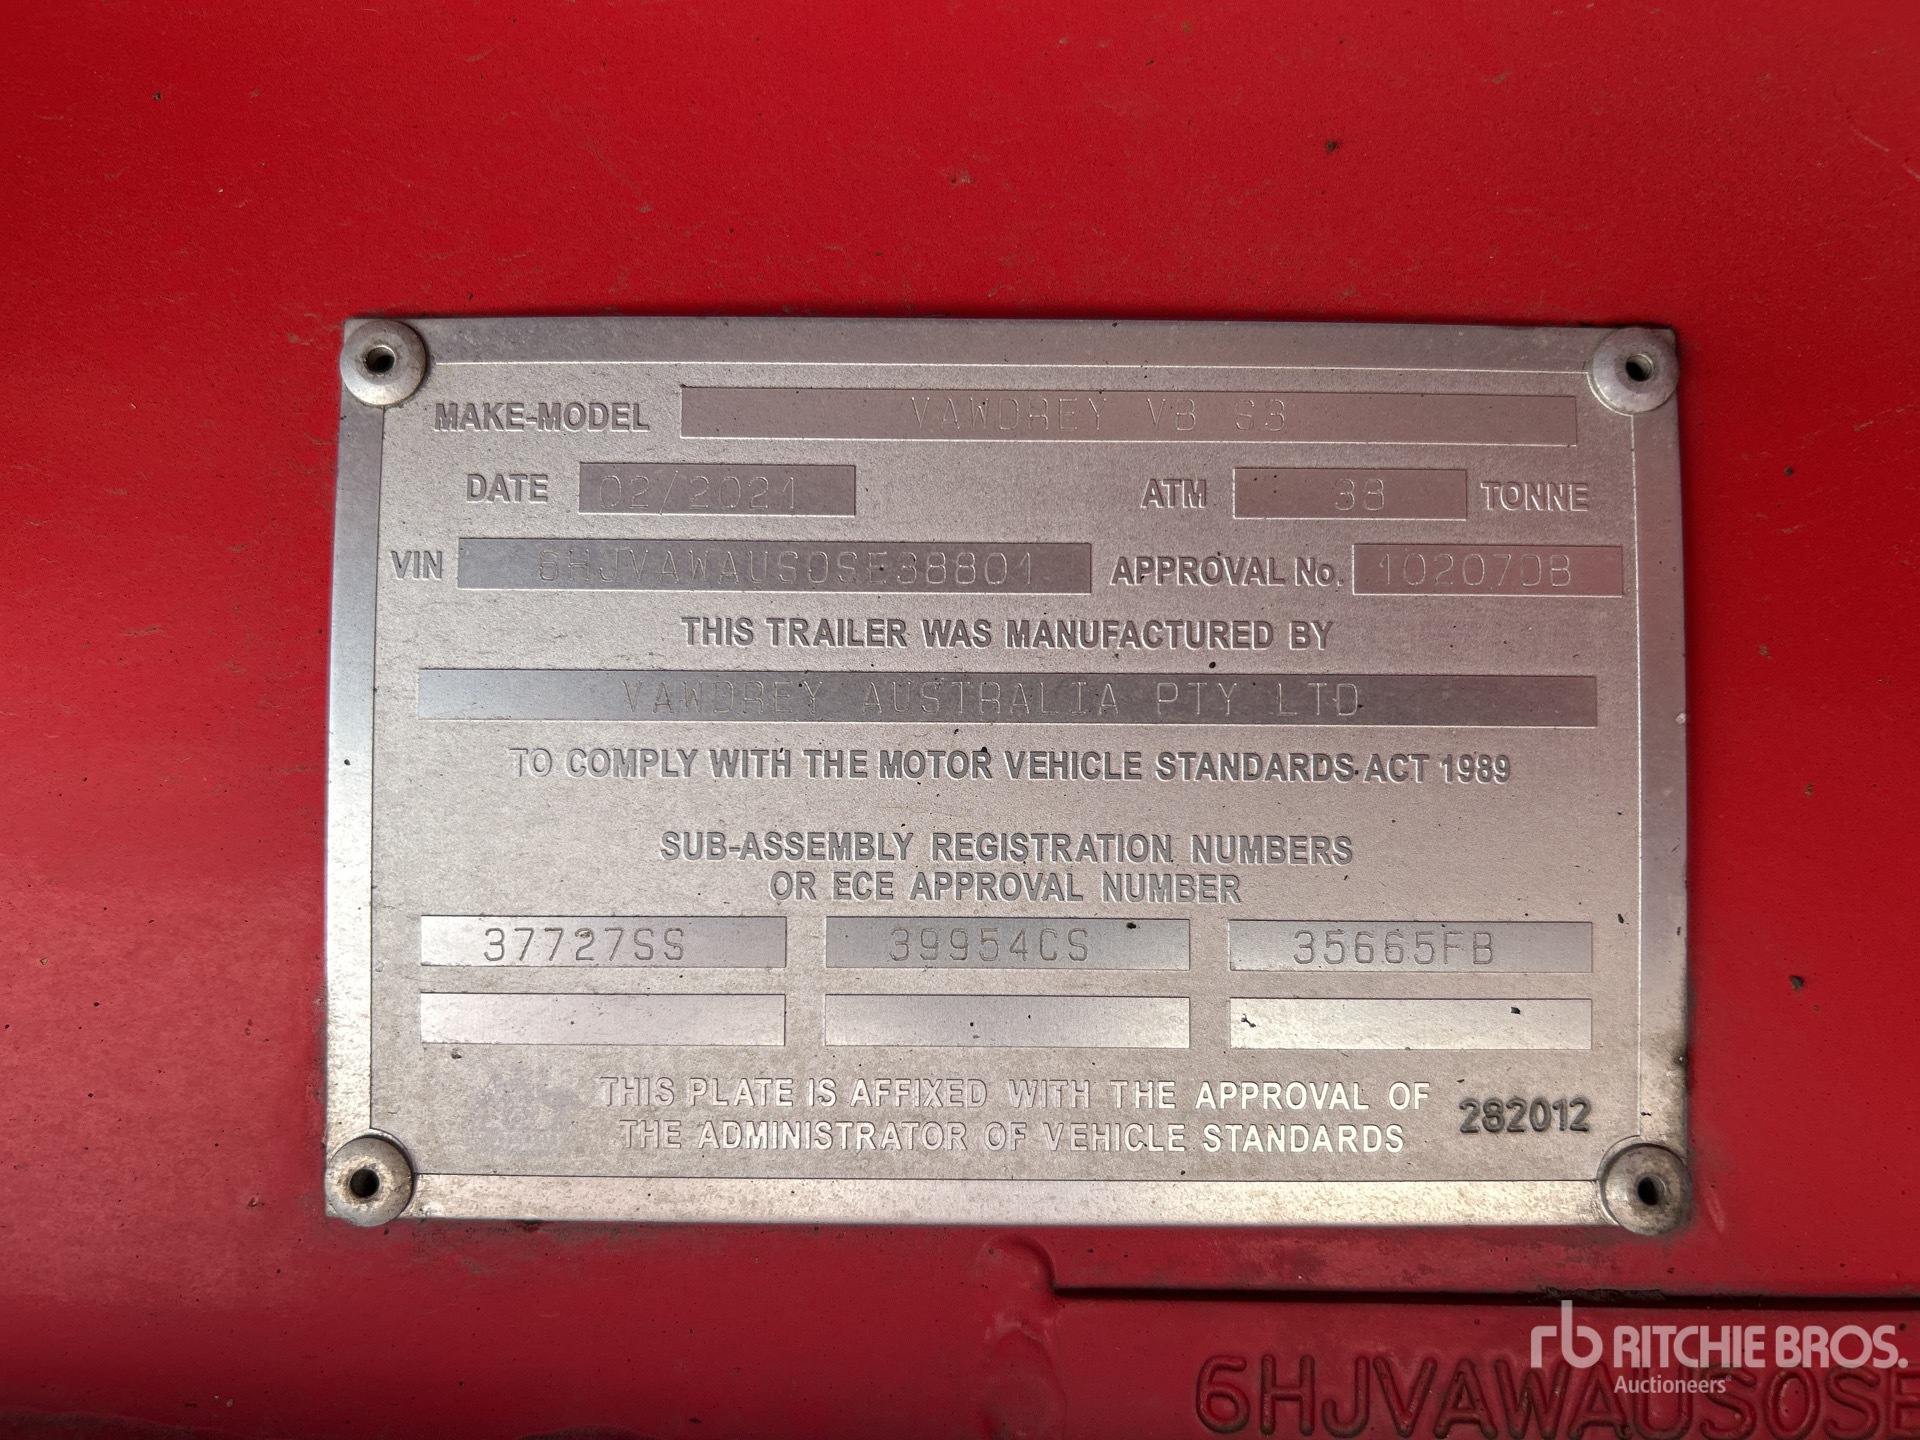 MAKE-MODEL VAWDREY VB S3
DATE 02/2021 ATM 38 TONNE
VIN 6HJVAWAUSOSE38801 APPROVAL No. 102070B
THIS TRAILER WAS MANUFACTURED BY
VAWDREY AUSTRALIA PTY LTD
TO COMPLY WITH THE MOTOR VEHICLE STANDARDS ACT 1989
SUB-ASSEMBLY REGISTRATION NUMBERS
OR ECE APPROVAL NUMBER
37727SS 39954CS 35665FB
THIS PLATE IS AFFIXED WITH THE APPROVAL OF
THE ADMINISTRATOR OF VEHICLE STANDARDS
282012
rb RITCHIE BROS.
Auctioneers
6HJVAWAUSOSE